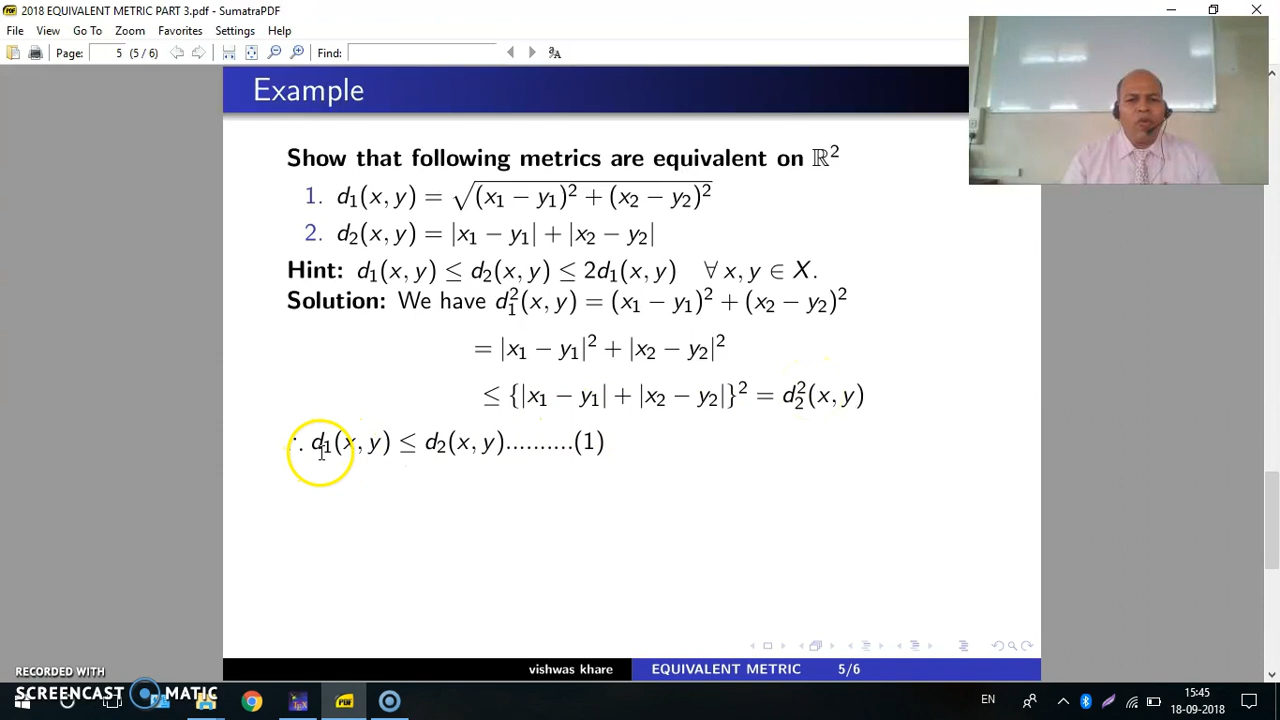 2018 EQUIVALENT METRIC PART 3.pdf - SumatraPDF
File View Go To Zoom Favorites Settings Help
Page: 5 (5 / 6) Find:
Example
Show that following metrics are equivalent on ℝ²
1. d₁(x, y) = √((x₁ − y₁)² + (x₂ − y₂)²)
2. d₂(x, y) = |x₁ − y₁| + |x₂ − y₂|
Hint: d₁(x, y) ≤ d₂(x, y) ≤ 2d₁(x, y) ∀ x, y ∈ X.
Solution: We have d₁²(x, y) = (x₁ − y₁)² + (x₂ − y₂)²
= |x₁ − y₁|² + |x₂ − y₂|²
≤ {|x₁ − y₁| + |x₂ − y₂|}² = d₂²(x, y)
∴ d₁(x, y) ≤ d₂(x, y)..........(1)
vishwas khare EQUIVALENT METRIC 5/6
RECORDED WITH
SCREENCAST MATIC
EN
15:45
18-09-2018